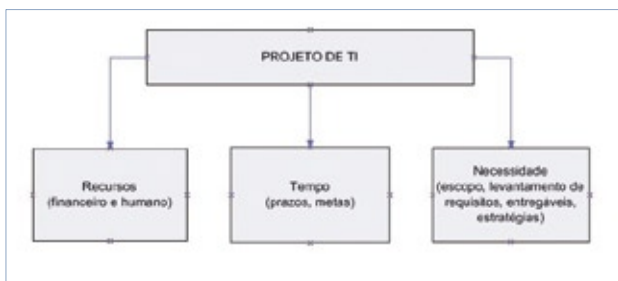 PROJETO DE TI
Recursos
(financeiro e humano)
Tempo
(prazos, metas)
Necessidade
(escopo, levantamento de
requisitos, entregáveis,
estratégias)